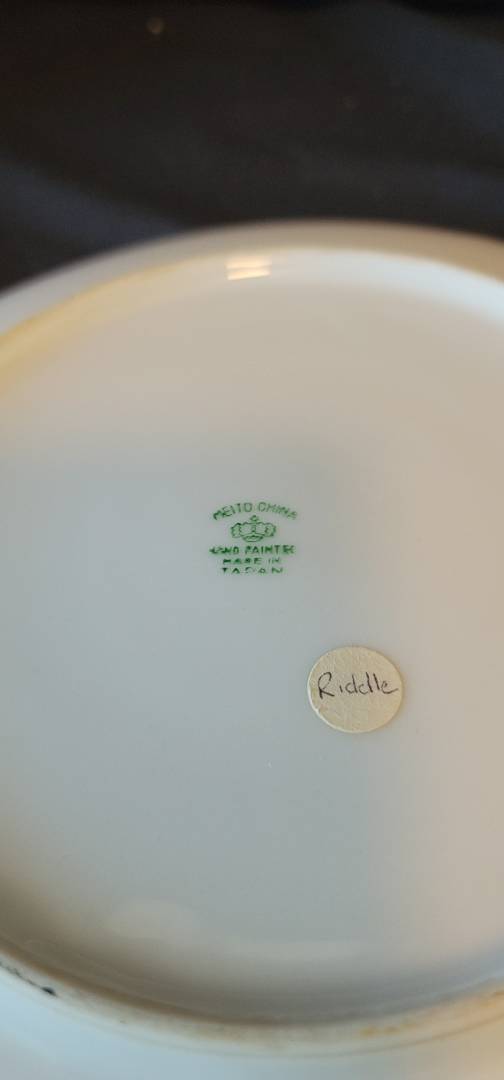 MEITO CHINA
HAND PAINTED
MADE IN
JAPAN
Riddle